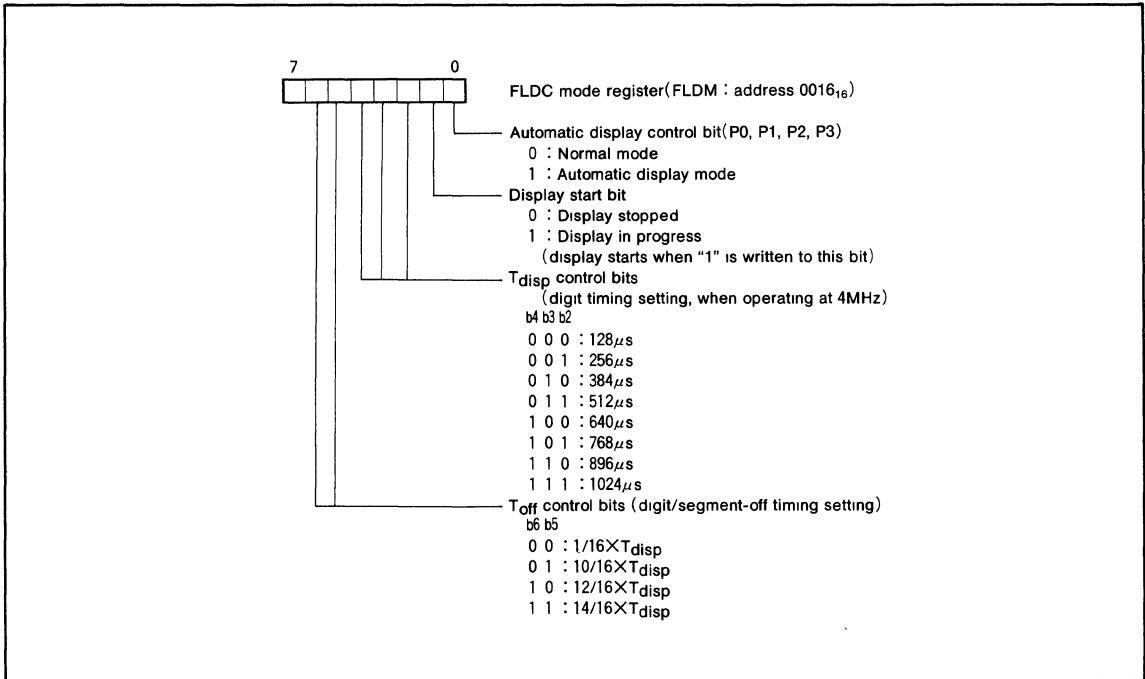 7 0
FLDC mode register(FLDM : address 0016₁₆)
Automatic display control bit(P0, P1, P2, P3)
0 : Normal mode
1 : Automatic display mode
Display start bit
0 : Display stopped
1 : Display in progress
(display starts when "1" is written to this bit)
Tdisp control bits
(digit timing setting, when operating at 4MHz)
b4 b3 b2
0 0 0 : 128μs
0 0 1 : 256μs
0 1 0 : 384μs
0 1 1 : 512μs
1 0 0 : 640μs
1 0 1 : 768μs
1 1 0 : 896μs
1 1 1 : 1024μs
Toff control bits (digit/segment-off timing setting)
b6 b5
0 0 : 1/16×Tdisp
0 1 : 10/16×Tdisp
1 0 : 12/16×Tdisp
1 1 : 14/16×Tdisp